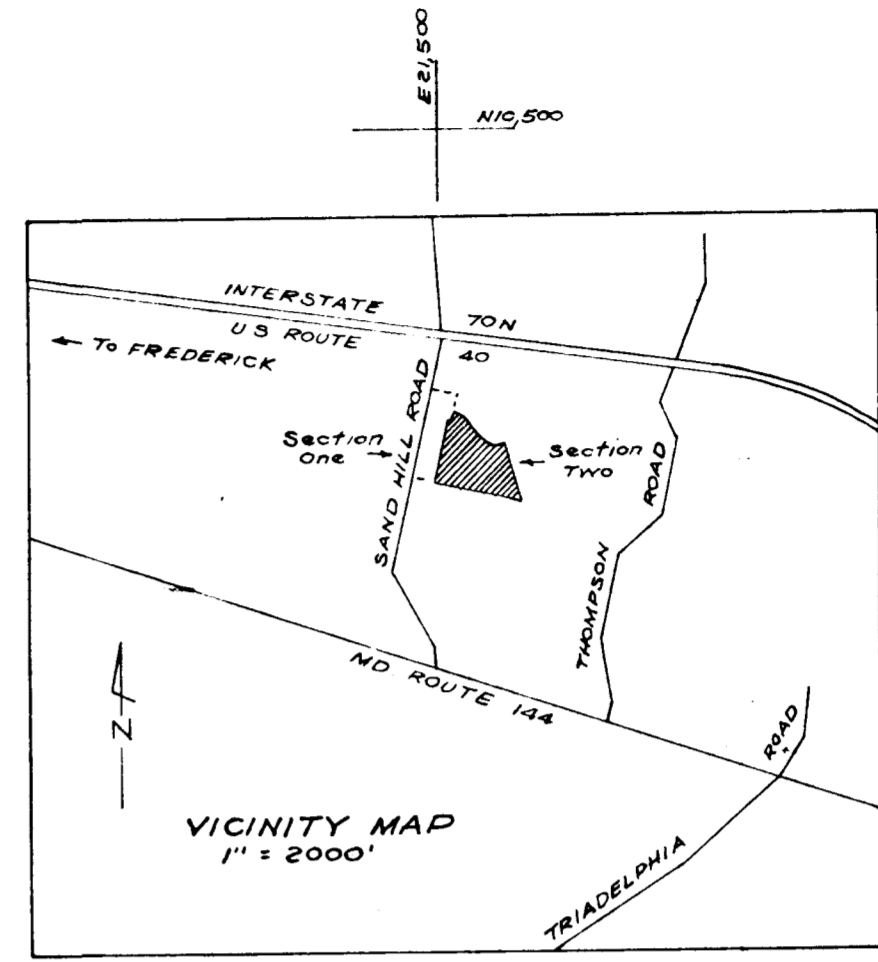 E 21,500
N10,500
INTERSTATE 70N
US ROUTE 40
← To FREDERICK
Section
One →
← Section
Two
SAND HILL ROAD
THOMPSON ROAD
MD ROUTE 144
N
VICINITY MAP
1" = 2000'
TRIADELPHIA ROAD